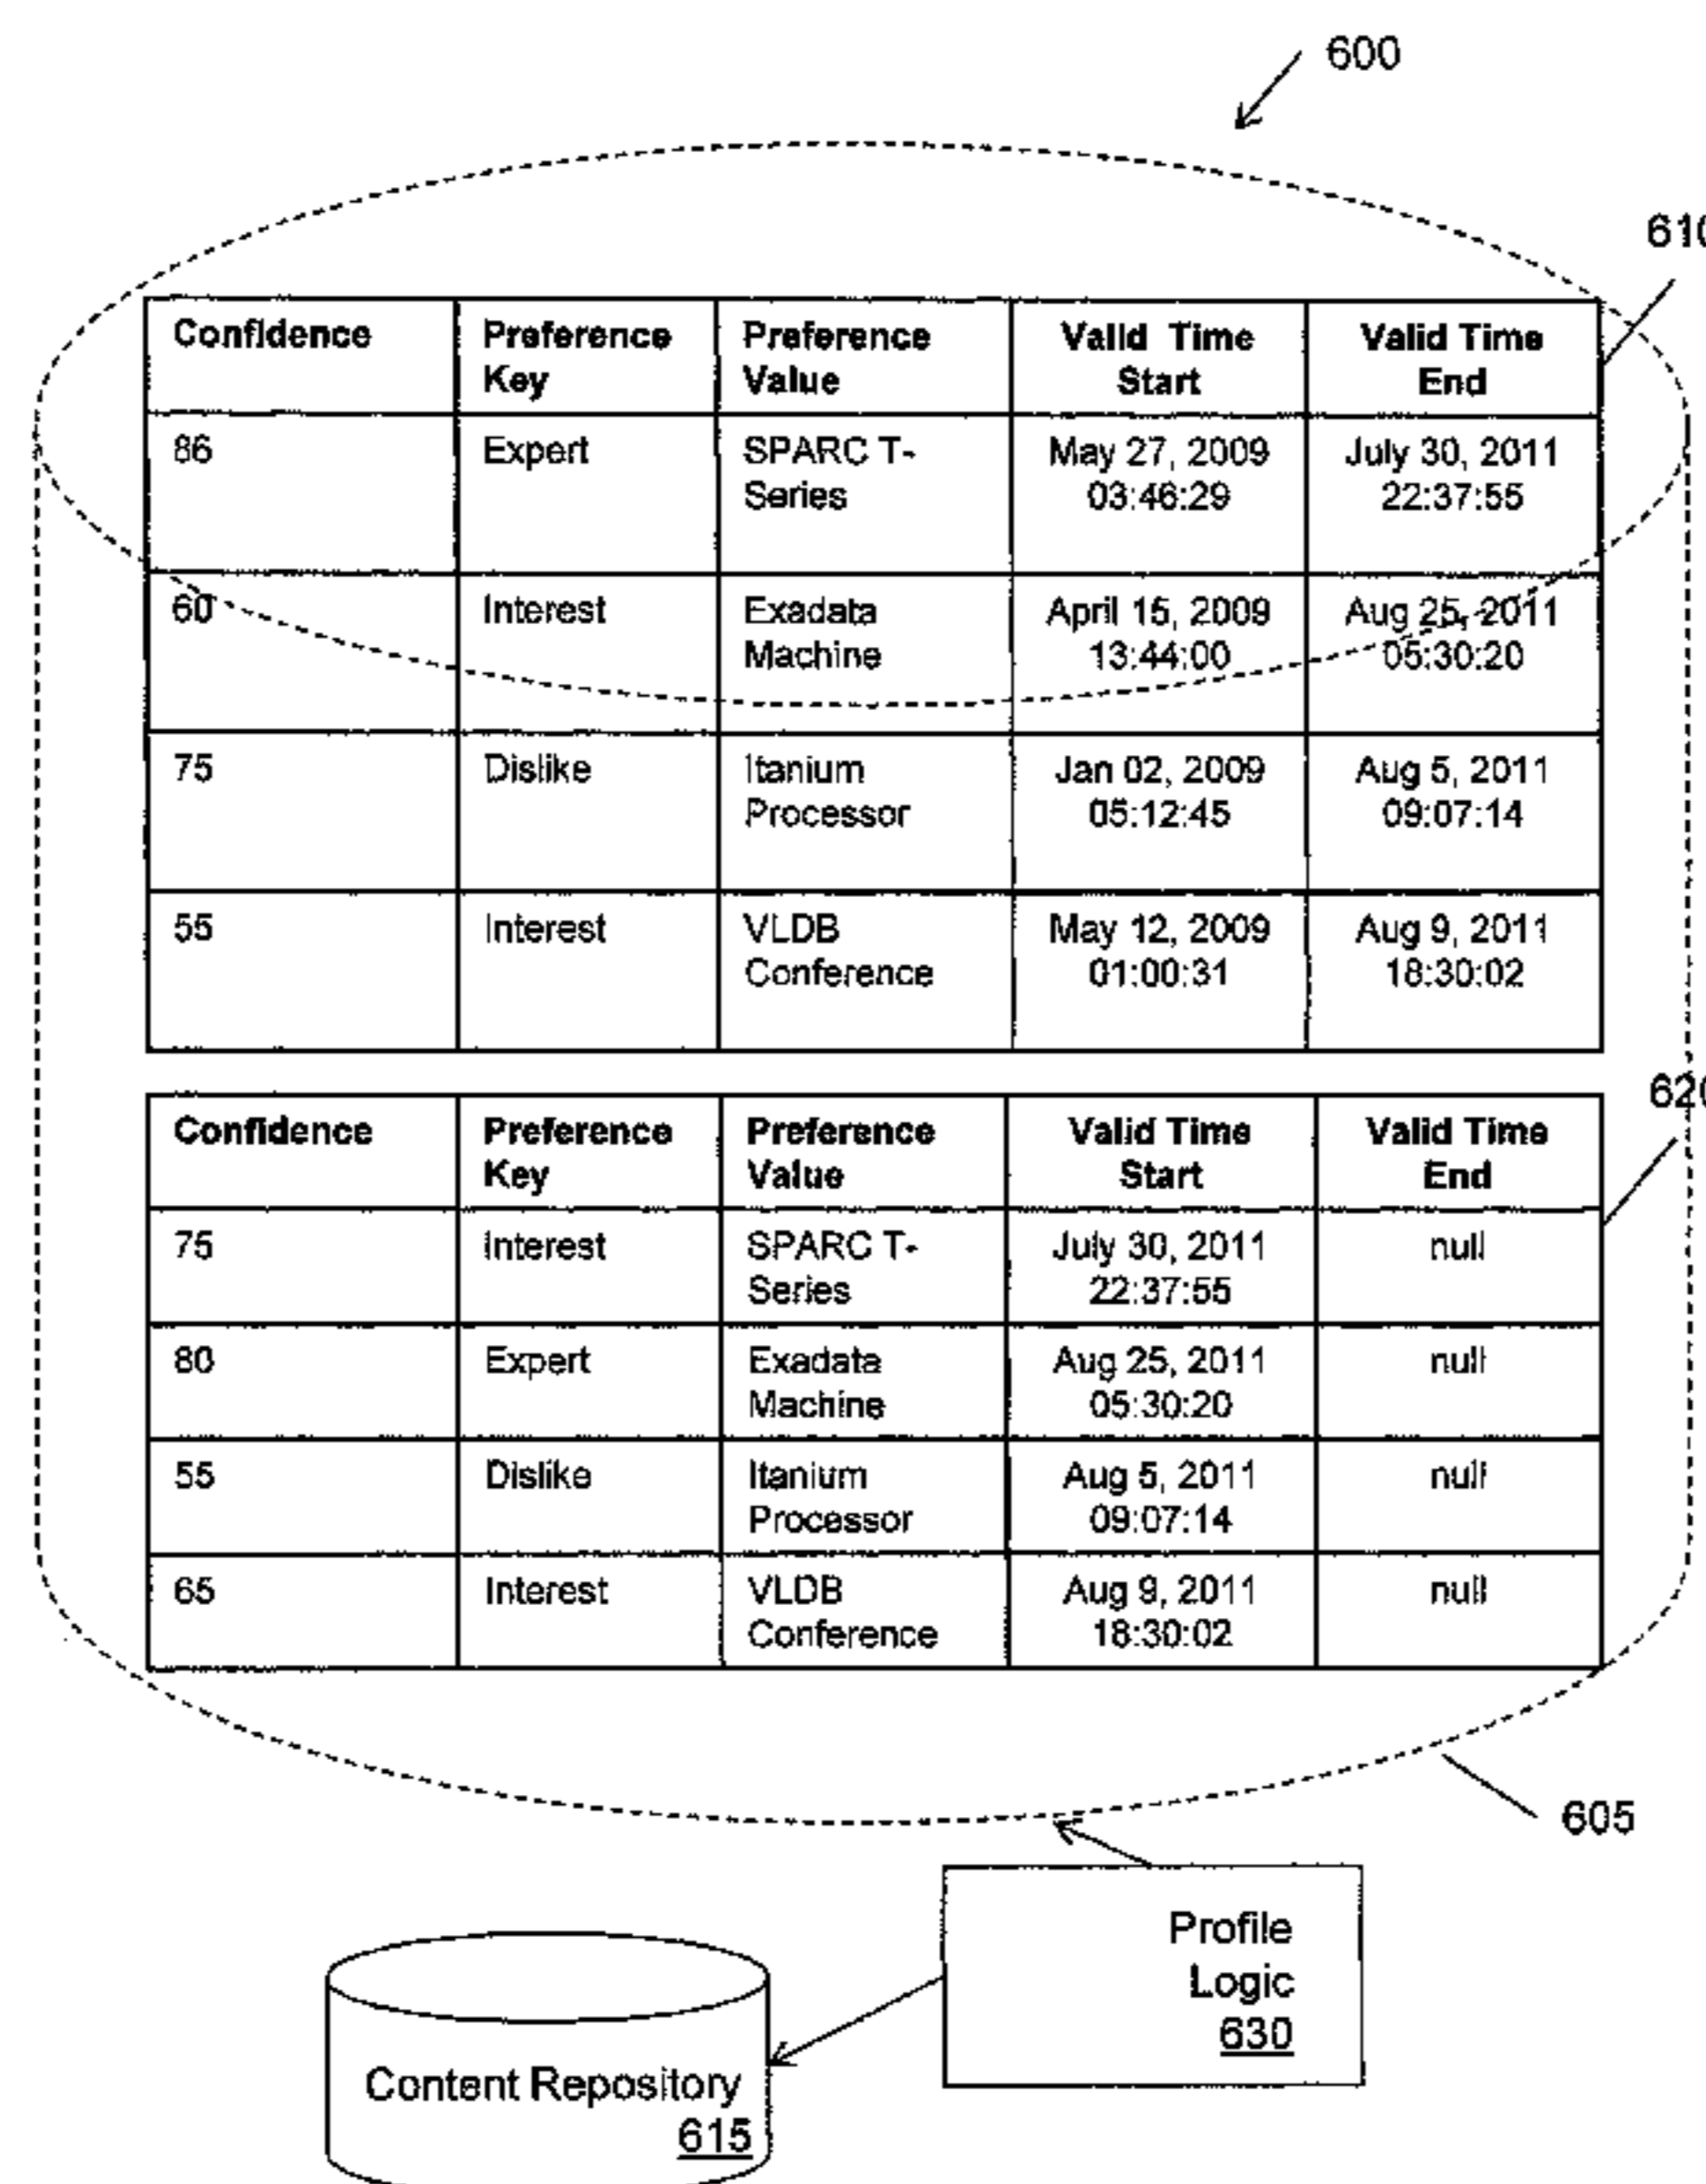 600
610
Confidence Preference Key Preference Value Valid Time Start Valid Time End
86 Expert SPARC T-Series May 27, 2009 03:46:29 July 30, 2011 22:37:55
60 Interest Exadata Machine April 15, 2009 13:44:00 Aug 25, 2011 05:30:20
75 Dislike Itanium Processor Jan 02, 2009 05:12:45 Aug 5, 2011 09:07:14
55 Interest VLDB Conference May 12, 2009 01:00:31 Aug 9, 2011 18:30:02
620
Confidence Preference Key Preference Value Valid Time Start Valid Time End
75 Interest SPARC T-Series July 30, 2011 22:37:55 null
80 Expert Exadata Machine Aug 25, 2011 05:30:20 null
55 Dislike Itanium Processor Aug 5, 2011 09:07:14 null
65 Interest VLDB Conference Aug 9, 2011 18:30:02 null
605
Profile
Logic
630
Content Repository
615